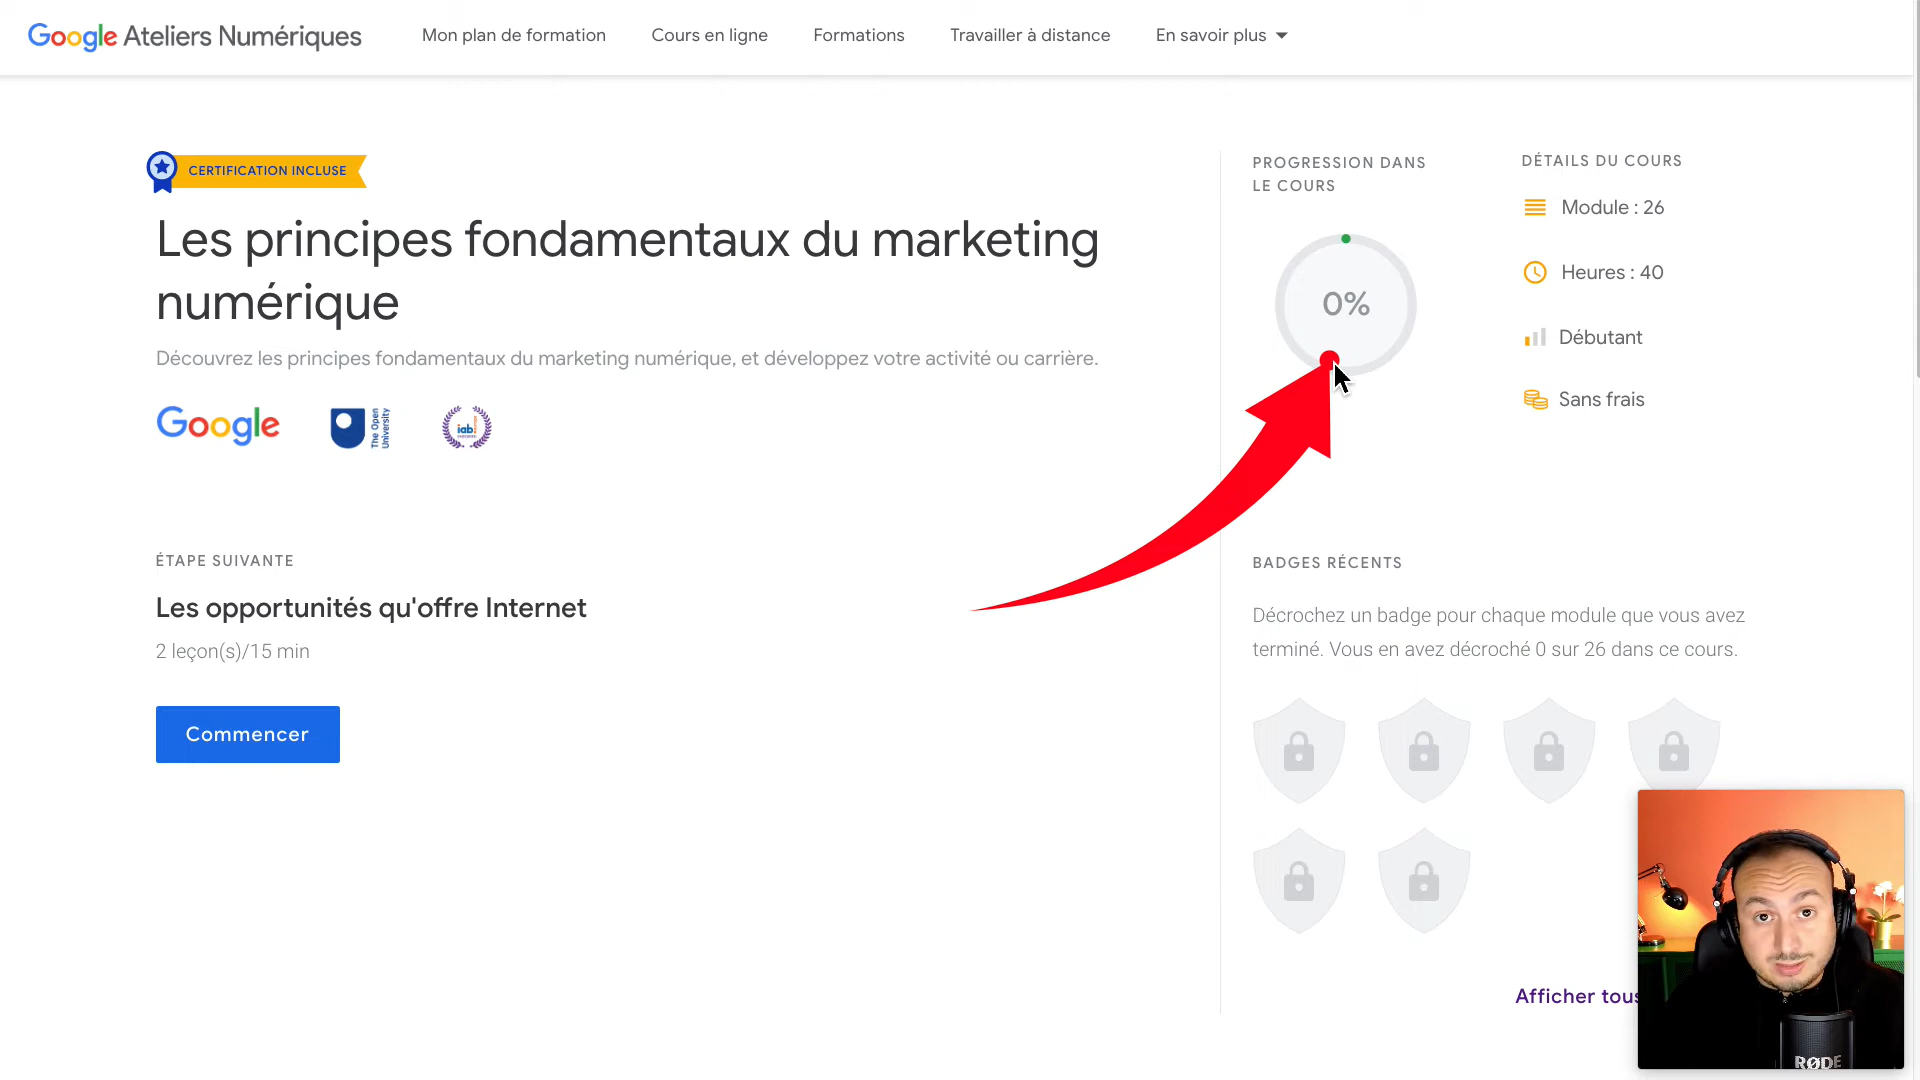 Google Ateliers Numériques
Mon plan de formation
Cours en ligne
Formations
Travailler à distance
En savoir plus
CERTIFICATION INCLUSE
Les principes fondamentaux du marketing
numérique
Découvrez les principes fondamentaux du marketing numérique, et développez votre activité ou carrière.
Google
The Open
University
iab
ÉTAPE SUIVANTE
Les opportunités qu'offre Internet
2 leçon(s)/15 min
Commencer
PROGRESSION DANS
LE COURS
0%
DÉTAILS DU COURS
Module : 26
Heures : 40
Débutant
Sans frais
BADGES RÉCENTS
Décrochez un badge pour chaque module que vous avez
terminé. Vous en avez décroché 0 sur 26 dans ce cours.
Afficher tous
RØDE